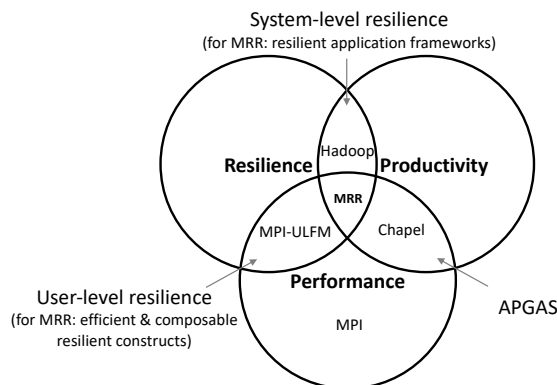 System-level resilience
(for MRR: resilient application frameworks)
Hadoop
Resilience
Productivity
MRR
MPI-ULFM
Chapel
Performance
User-level resilience
(for MRR: efficient & composable
resilient constructs)
APGAS
MPI